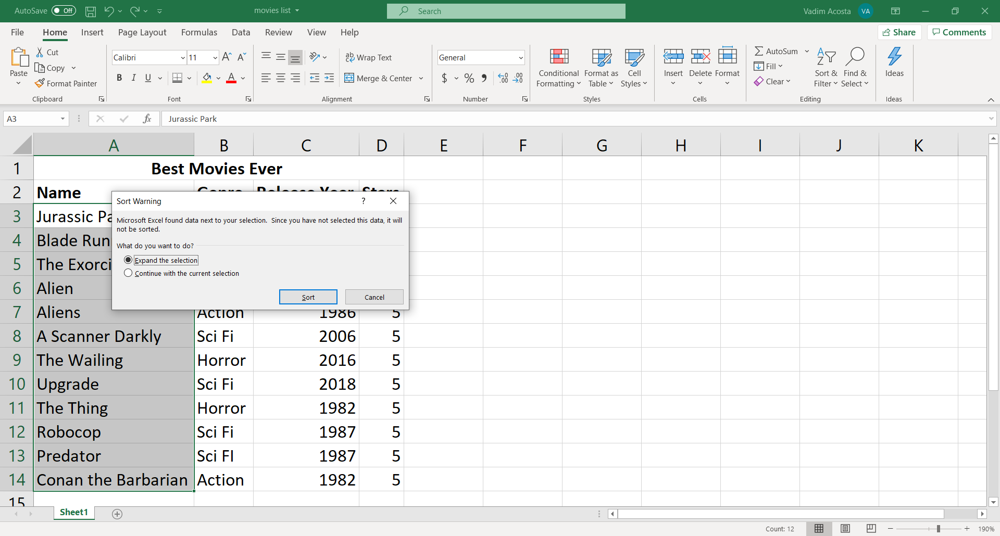 AutoSave Off
movies list
Search
Vadim Acosta VA
File Home Insert Page Layout Formulas Data Review View Help
Share Comments
Paste
Cut
Copy
Format Painter
Clipboard
Calibri 11
B I U
Font
Wrap Text
Merge & Center
Alignment
General
$ % 9
Number
Conditional Formatting
Format as Table
Cell Styles
Styles
Insert Delete Format
Cells
AutoSum
Fill
Clear
Sort & Filter
Find & Select
Editing
Ideas
Ideas
A3 fx Jurassic Park
A B C D E F G H I J K
1 Best Movies Ever
2 Name Genre Release Year Stars
3 Jurassic Pa
4 Blade Run
5 The Exorci
6 Alien
7 Aliens Action 1986 5
8 A Scanner Darkly Sci Fi 2006 5
9 The Wailing Horror 2016 5
10 Upgrade Sci Fi 2018 5
11 The Thing Horror 1982 5
12 Robocop Sci Fi 1987 5
13 Predator Sci FI 1987 5
14 Conan the Barbarian Action 1982 5
15
Sort Warning ?
Microsoft Excel found data next to your selection. Since you have not selected this data, it will
not be sorted.
What do you want to do?
Expand the selection
Continue with the current selection
Sort Cancel
Sheet1
Count: 12
190%